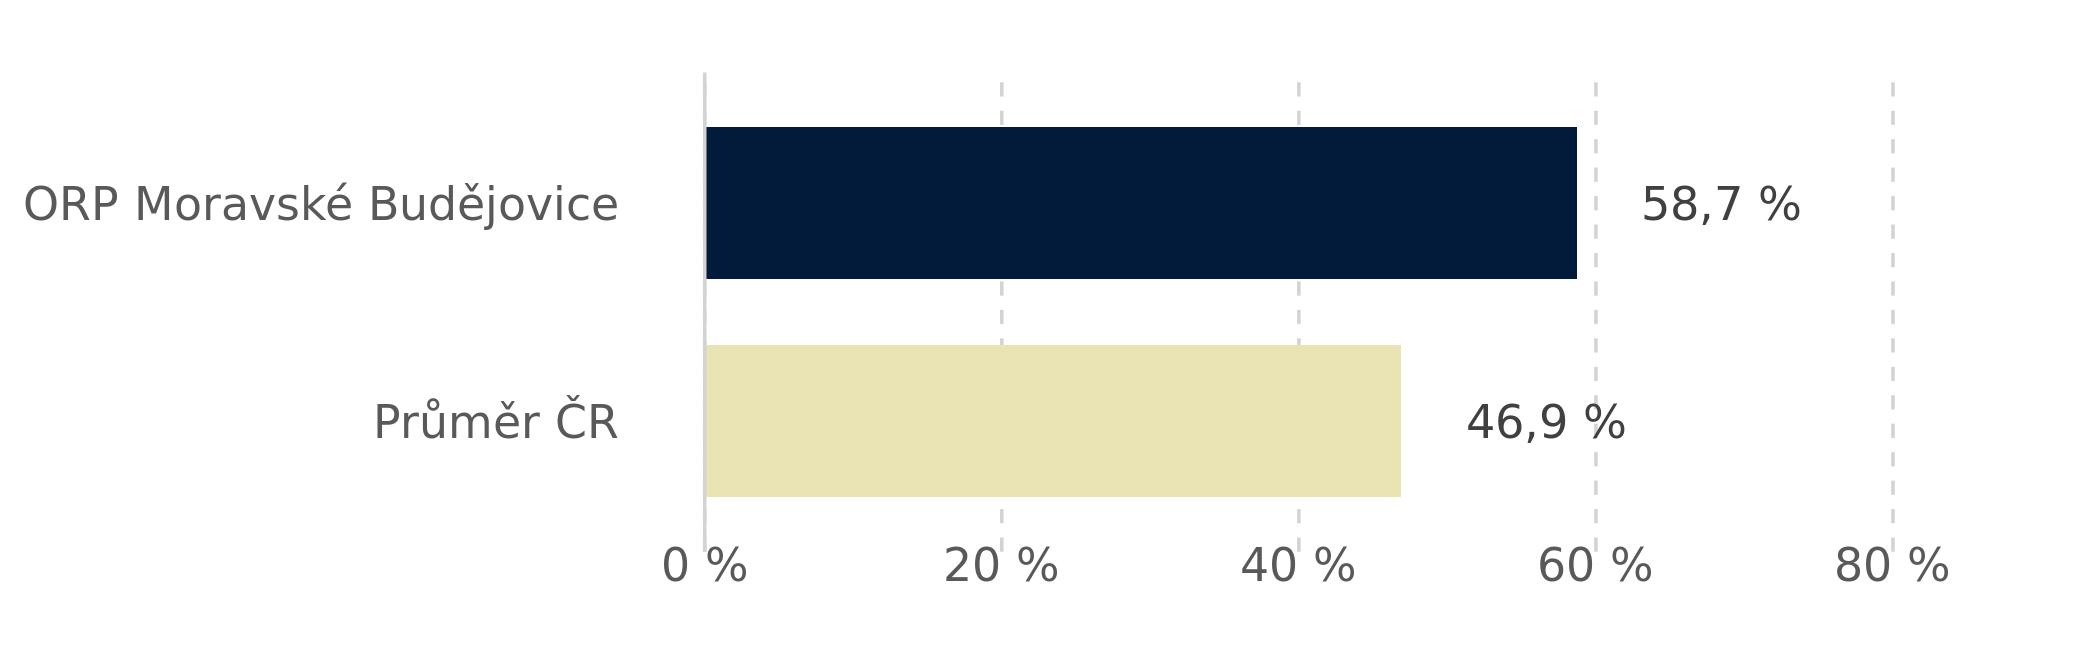 ORP Moravské Budějovice 58,7 %
Průměr ČR 46,9 %
0 % 20 % 40 % 60 % 80 %